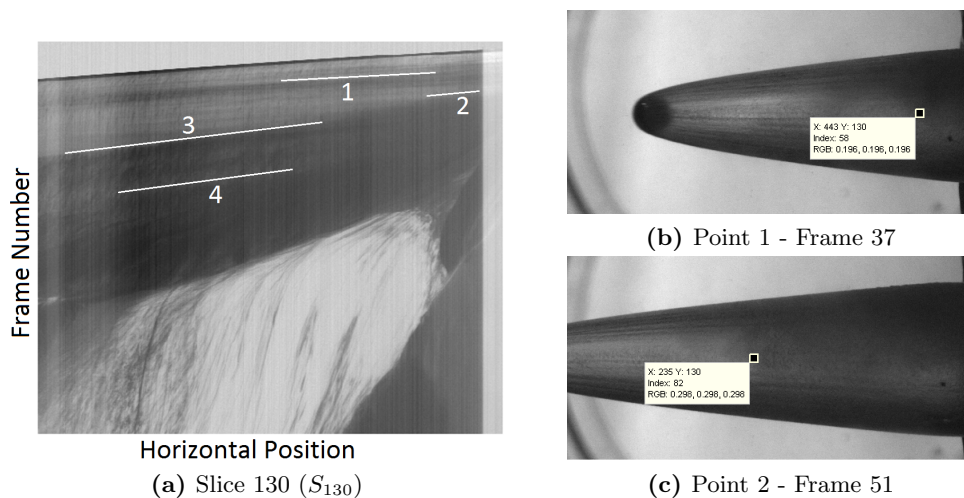 1
2
3
4
Frame Number
Horizontal Position
(a) Slice 130 (S130)
X: 443 Y: 130
Index: 58
RGB: 0.196, 0.196, 0.196
(b) Point 1 - Frame 37
X: 235 Y: 130
Index: 82
RGB: 0.298, 0.298, 0.298
(c) Point 2 - Frame 51